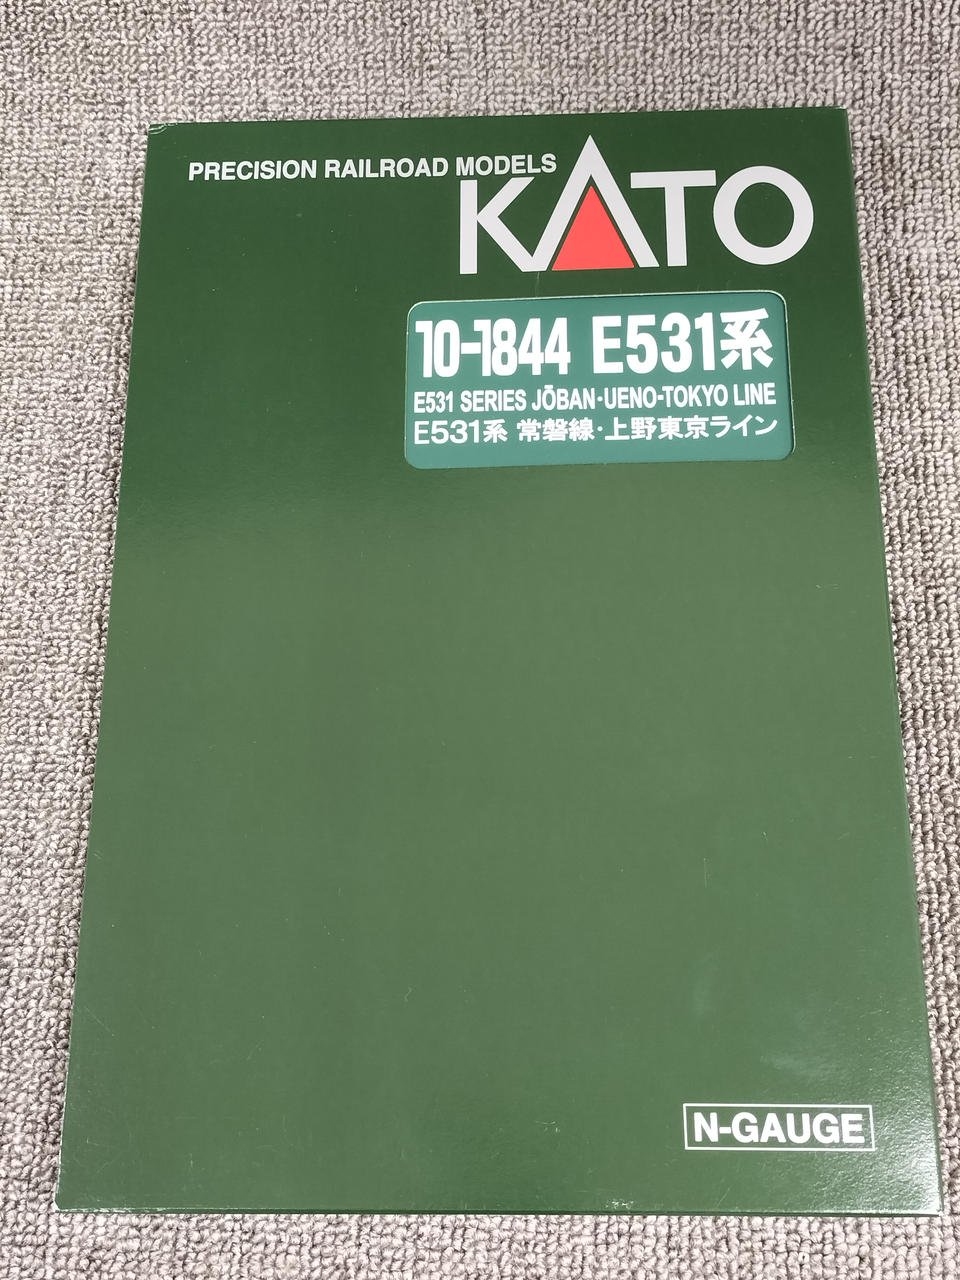 PRECISION RAILROAD MODELS
KATO
10-1844 E531系
E531 SERIES JŌBAN･UENO-TOKYO LINE
E531系 常磐線･上野東京ライン
N-GAUGE